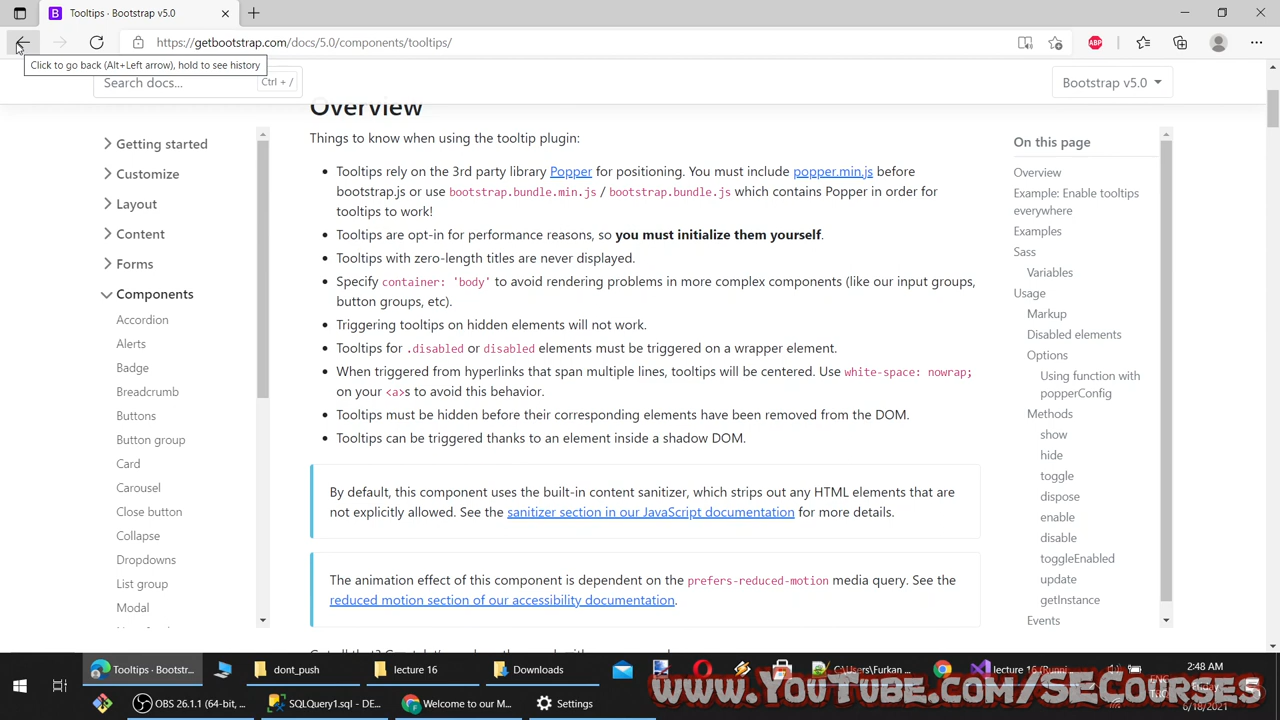 Tooltips · Bootstrap v5.0
https://getbootstrap.com/docs/5.0/components/tooltips/
ABP
Click to go back (Alt+Left arrow), hold to see history
Search docs...
Ctrl + /
Bootstrap v5.0
Getting started
Customize
Layout
Content
Forms
Components
Accordion
Alerts
Badge
Breadcrumb
Buttons
Button group
Card
Carousel
Close button
Collapse
Dropdowns
List group
Modal
Overview
Things to know when using the tooltip plugin:
Tooltips rely on the 3rd party library Popper for positioning. You must include popper.min.js before
bootstrap.js or use bootstrap.bundle.min.js / bootstrap.bundle.js which contains Popper in order for
tooltips to work!
Tooltips are opt-in for performance reasons, so you must initialize them yourself.
Tooltips with zero-length titles are never displayed.
Specify container: 'body' to avoid rendering problems in more complex components (like our input groups,
button groups, etc).
Triggering tooltips on hidden elements will not work.
Tooltips for .disabled or disabled elements must be triggered on a wrapper element.
When triggered from hyperlinks that span multiple lines, tooltips will be centered. Use white-space: nowrap;
on your <a>s to avoid this behavior.
Tooltips must be hidden before their corresponding elements have been removed from the DOM.
Tooltips can be triggered thanks to an element inside a shadow DOM.
By default, this component uses the built-in content sanitizer, which strips out any HTML elements that are
not explicitly allowed. See the sanitizer section in our JavaScript documentation for more details.
The animation effect of this component is dependent on the prefers-reduced-motion media query. See the
reduced motion section of our accessibility documentation.
On this page
Overview
Example: Enable tooltips
everywhere
Examples
Sass
Variables
Usage
Markup
Disabled elements
Options
Using function with
popperConfig
Methods
show
hide
toggle
dispose
enable
disable
toggleEnabled
update
getInstance
Events
Tooltips · Bootstr...
dont_push
lecture 16
Downloads
C:\Users\Furkan ...
lecture 16 (Runni...
2:48 AM
ENG
Friday
6/18/2021
OBS 26.1.1 (64-bit, ...
SQLQuery1.sql - DE...
Welcome to our M...
Settings
www.YouTube.com/SECourses